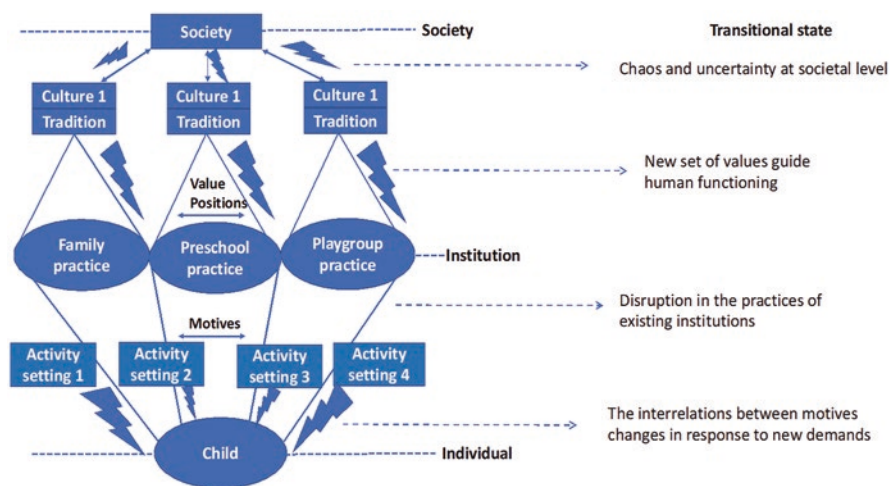 Society
Society
Transitional state
Chaos and uncertainty at societal level
Culture 1
Tradition
Culture 1
Tradition
Culture 1
Tradition
New set of values guide
human functioning
Value
Positions
Family
practice
Preschool
practice
Playgroup
practice
Institution
Disruption in the practices of
existing institutions
Motives
Activity
setting 1
Activity
setting 2
Activity
setting 3
Activity
setting 4
The interrelations between motives
changes in response to new demands
Child
Individual